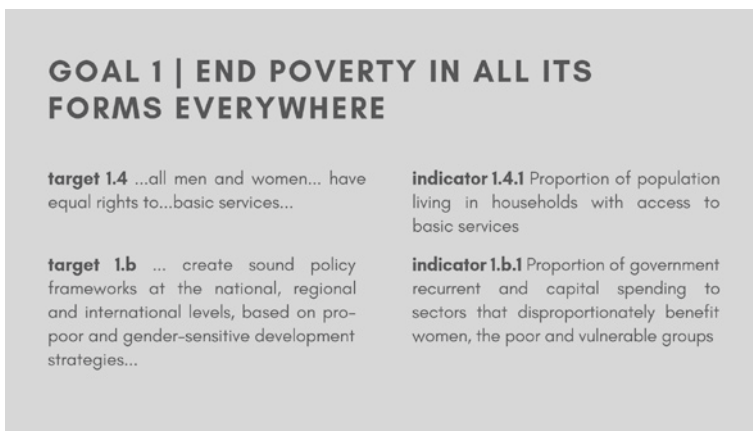 GOAL 1 | END POVERTY IN ALL ITS
FORMS EVERYWHERE
target 1.4 ...all men and women... have
equal rights to...basic services...
indicator 1.4.1 Proportion of population
living in households with access to
basic services
target 1.b ... create sound policy
frameworks at the national, regional
and international levels, based on pro-
poor and gender-sensitive development
strategies...
indicator 1.b.1 Proportion of government
recurrent and capital spending to
sectors that disproportionately benefit
women, the poor and vulnerable groups